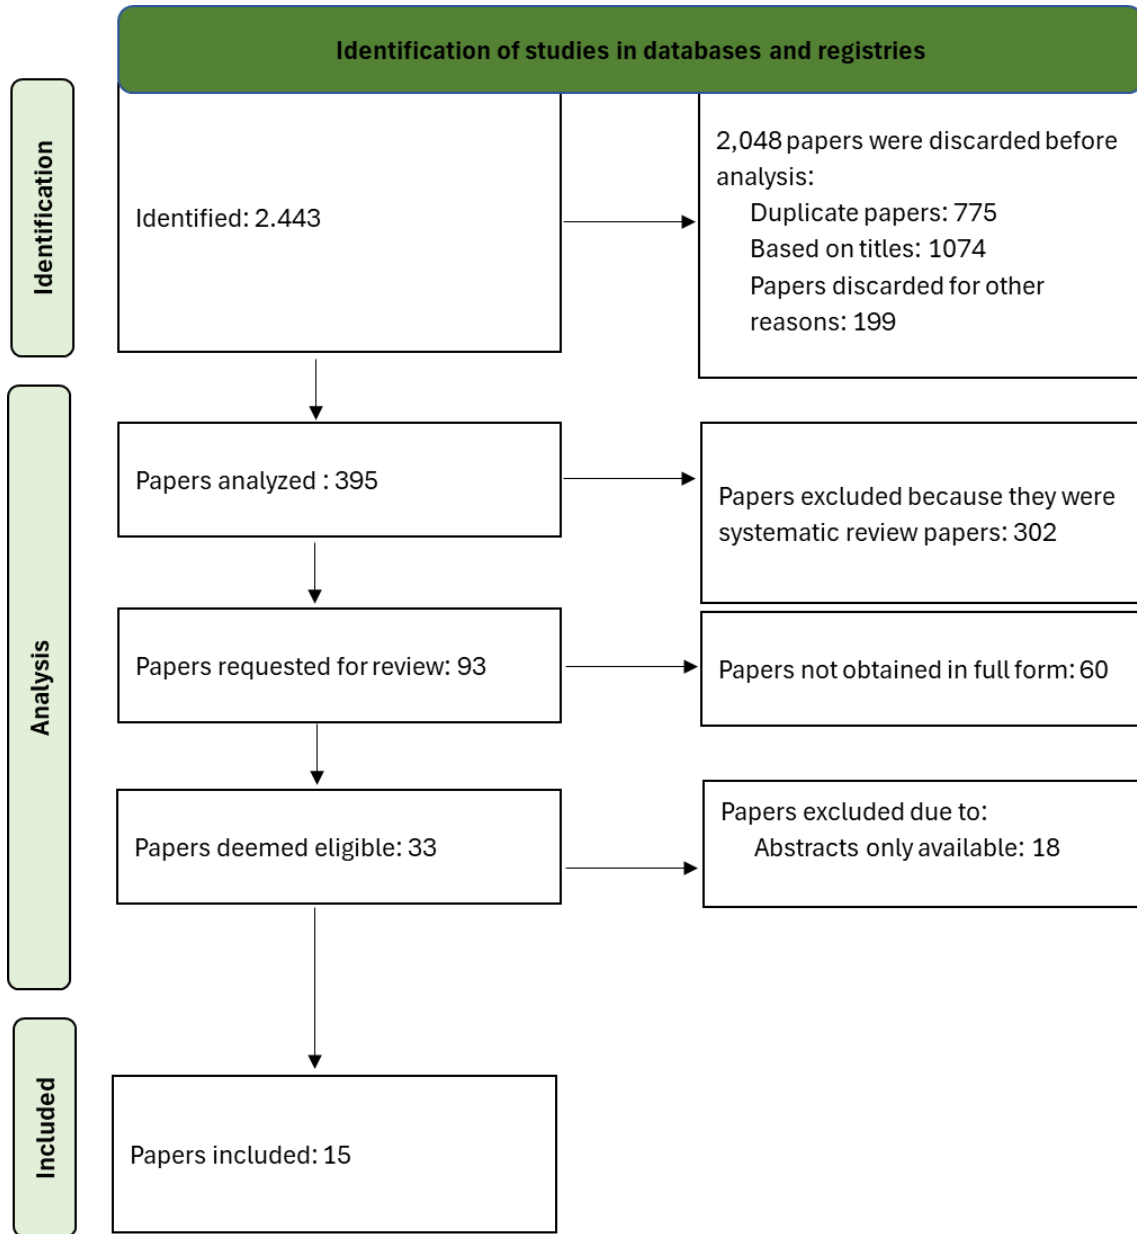 Identification of studies in databases and registries
Identification
Identified: 2.443
2,048 papers were discarded before
analysis:
Duplicate papers: 775
Based on titles: 1074
Papers discarded for other
reasons: 199
Analysis
Papers analyzed : 395
Papers excluded because they were
systematic review papers: 302
Papers requested for review: 93
Papers not obtained in full form: 60
Papers deemed eligible: 33
Papers excluded due to:
Abstracts only available: 18
Included
Papers included: 15